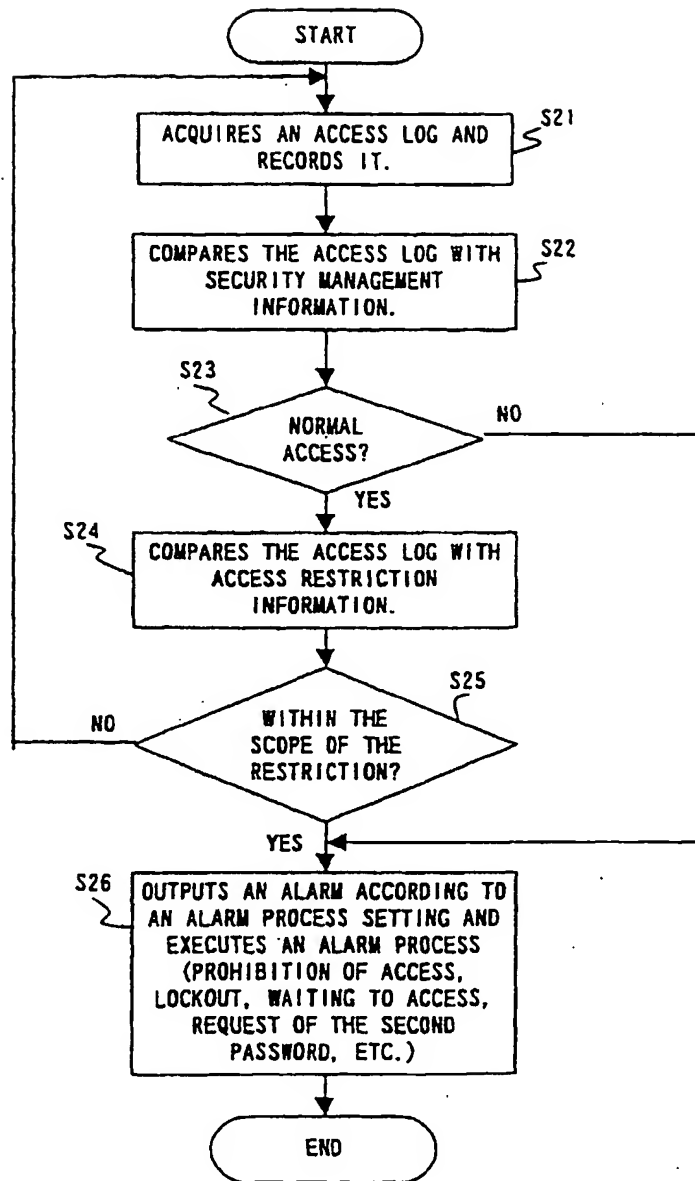 START
S21
ACQUIRES AN ACCESS LOG AND
RECORDS IT.
S22
COMPARES THE ACCESS LOG WITH
SECURITY MANAGEMENT
INFORMATION.
S23
NORMAL
ACCESS?
NO
YES
S24
COMPARES THE ACCESS LOG WITH
ACCESS RESTRICTION
INFORMATION.
S25
WITHIN THE
SCOPE OF THE
RESTRICTION?
NO
YES
S26
OUTPUTS AN ALARM ACCORDING TO
AN ALARM PROCESS SETTING AND
EXECUTES AN ALARM PROCESS
(PROHIBITION OF ACCESS,
LOCKOUT, WAITING TO ACCESS,
REQUEST OF THE SECOND
PASSWORD, ETC.)
END